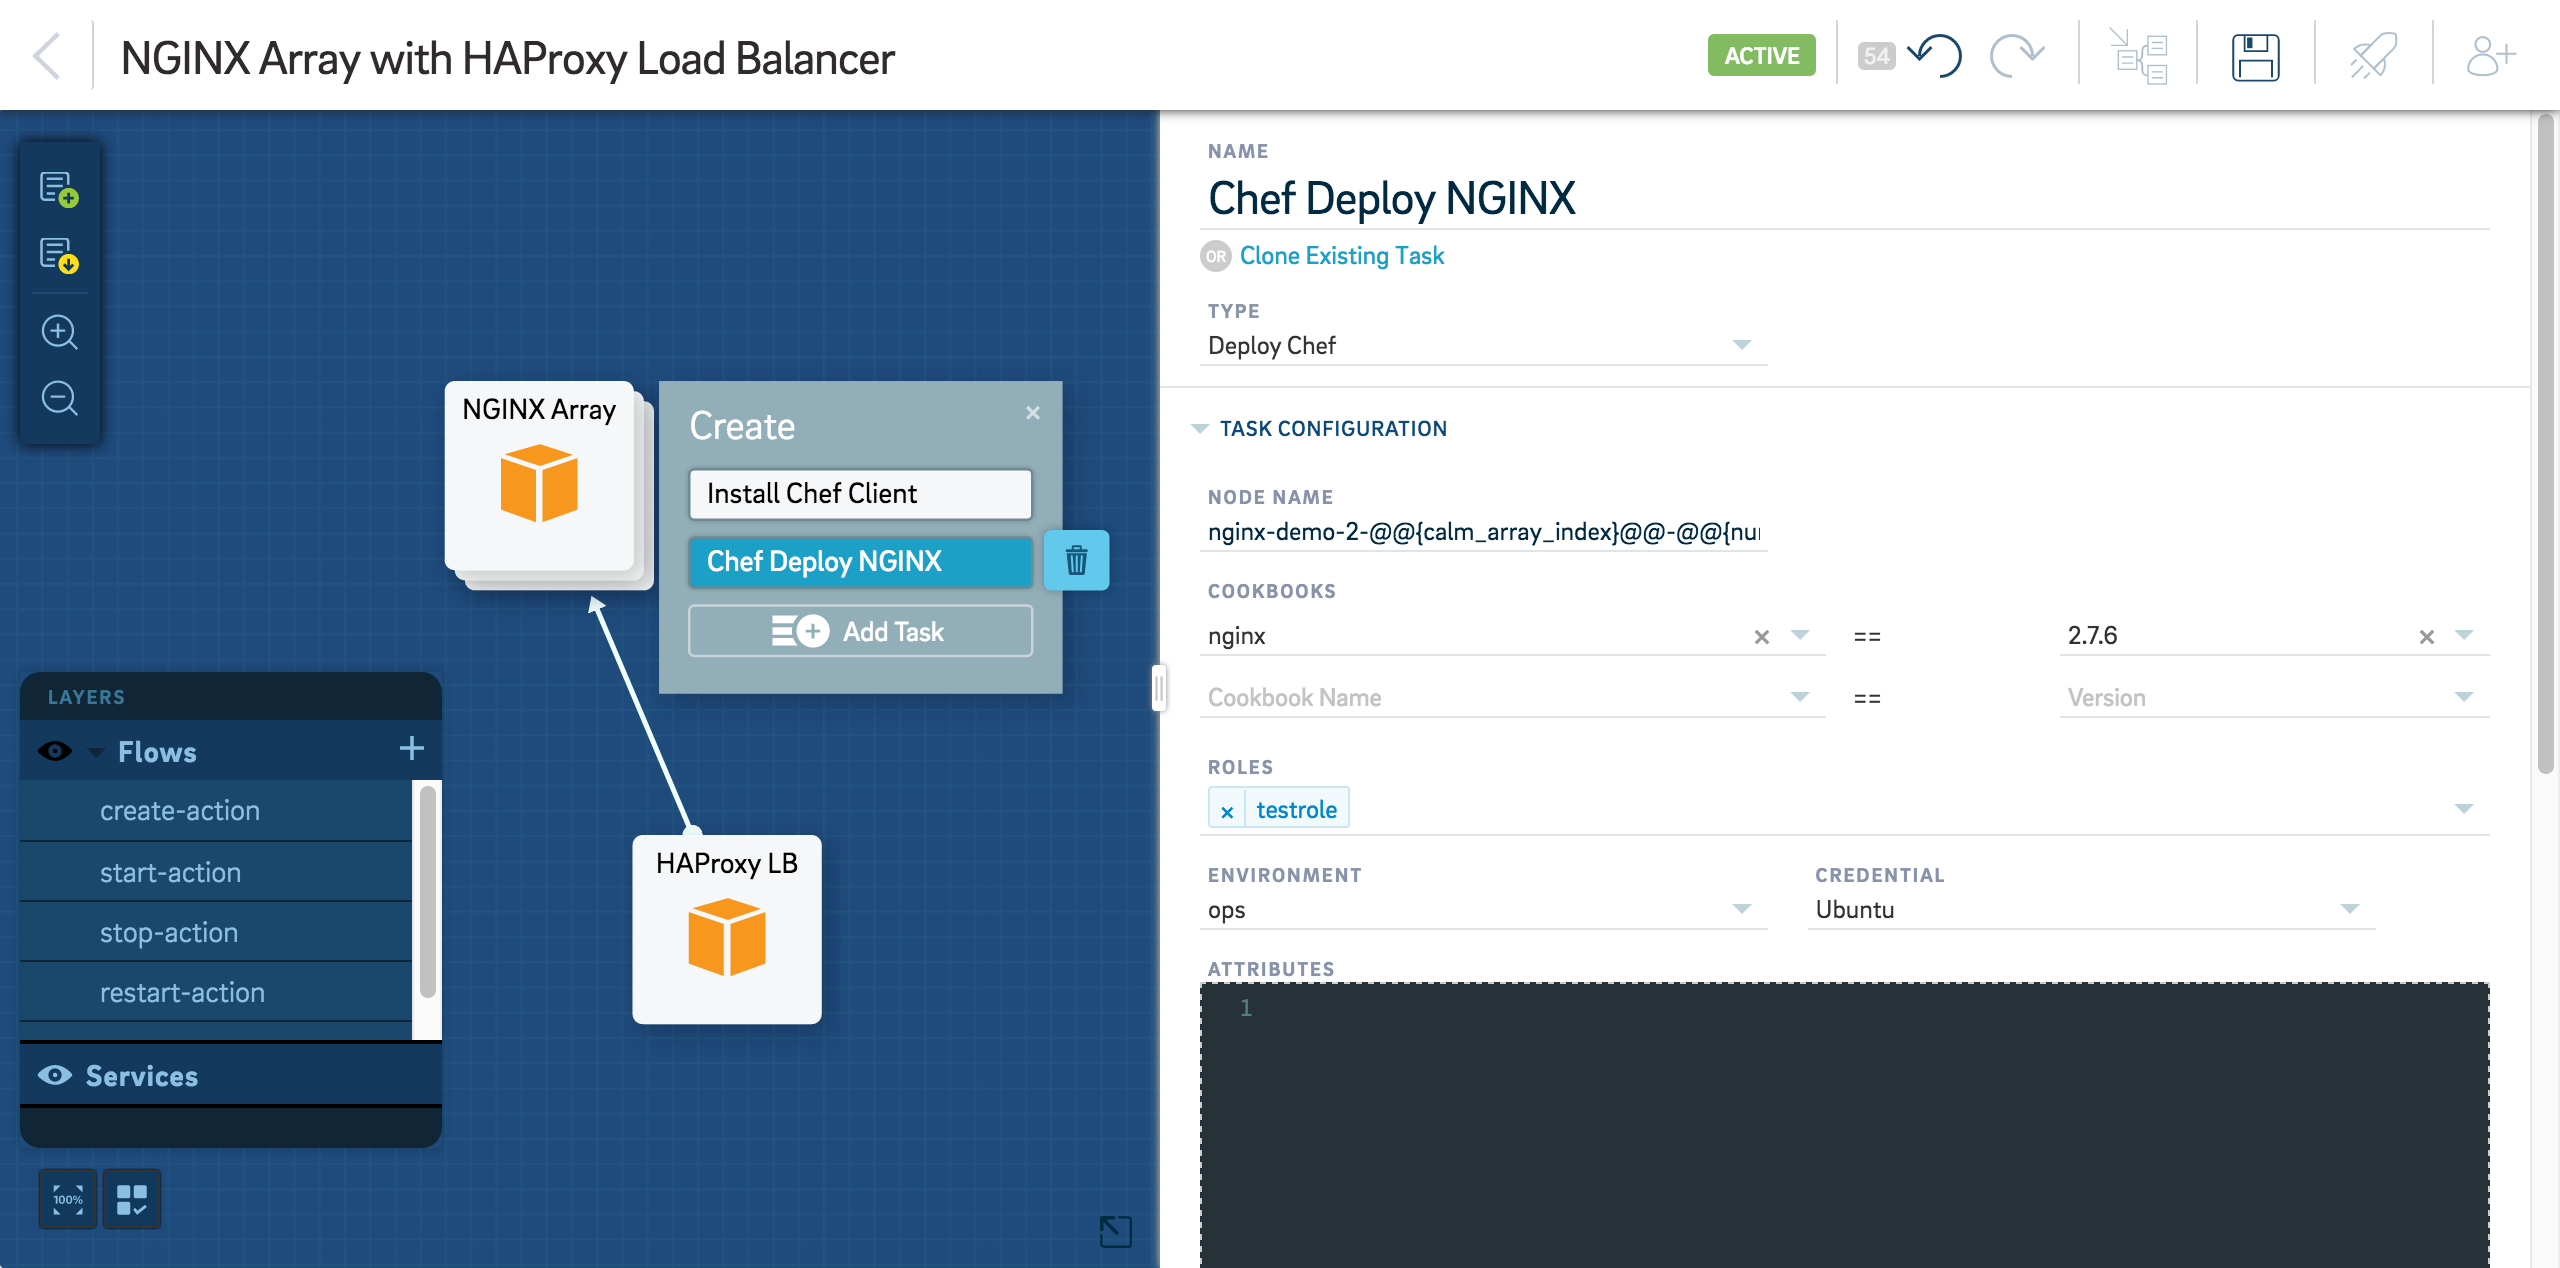 NGINX Array with HAProxy Load Balancer
ACTIVE
54
NGINX Array
Create
×
Install Chef Client
Chef Deploy NGINX
Add Task
HAProxy LB
LAYERS
Flows
+
create-action
start-action
stop-action
restart-action
Services
100%
NAME
Chef Deploy NGINX
OR Clone Existing Task
TYPE
Deploy Chef
TASK CONFIGURATION
NODE NAME
nginx-demo-2-@@{calm_array_index}@@-@@{nu
COOKBOOKS
nginx × == 2.7.6 ×
Cookbook Name == Version
ROLES
× testrole
ENVIRONMENT CREDENTIAL
ops Ubuntu
ATTRIBUTES
1